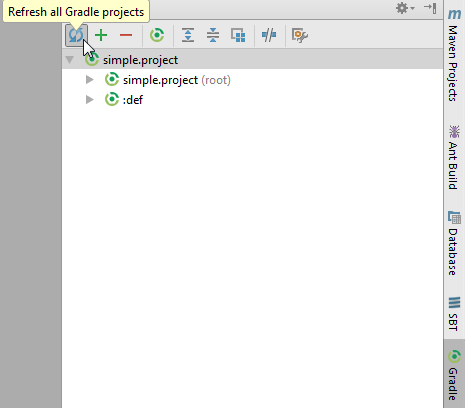 Refresh all Gradle projects
simple.project
simple.project (root)
:def
Maven Projects
Ant Build
Database
SBT
Gradle